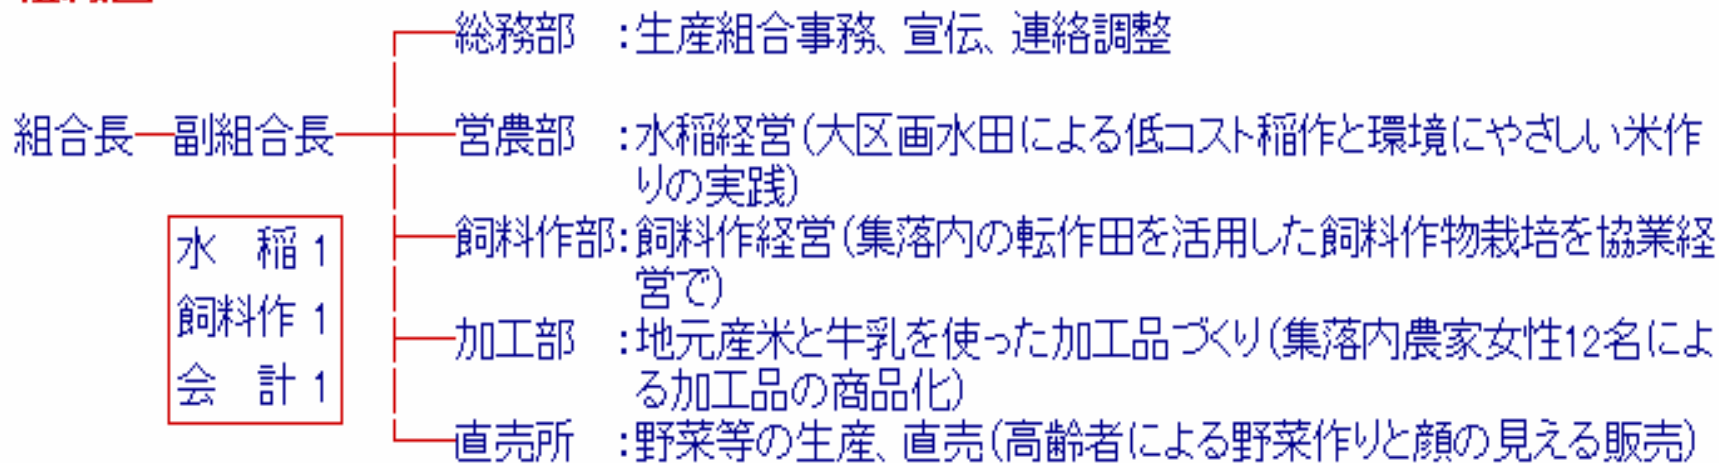 総務部　：生産組合事務、宣伝、連絡調整
組合長　副組合長　営農部　：水稲経営（大区画水田による低コスト稲作と環境にやさしい米作
りの実践）
飼料作部：飼料作経営（集落内の転作田を活用した飼料作物栽培を協業経
営で）
加工部　：地元産米と牛乳を使った加工品づくり（集落内農家女性12名によ
る加工品の商品化）
直売所　：野菜等の生産、直売（高齢者による野菜作りと顔の見える販売）
水　稲 1
飼料作 1
会　計 1